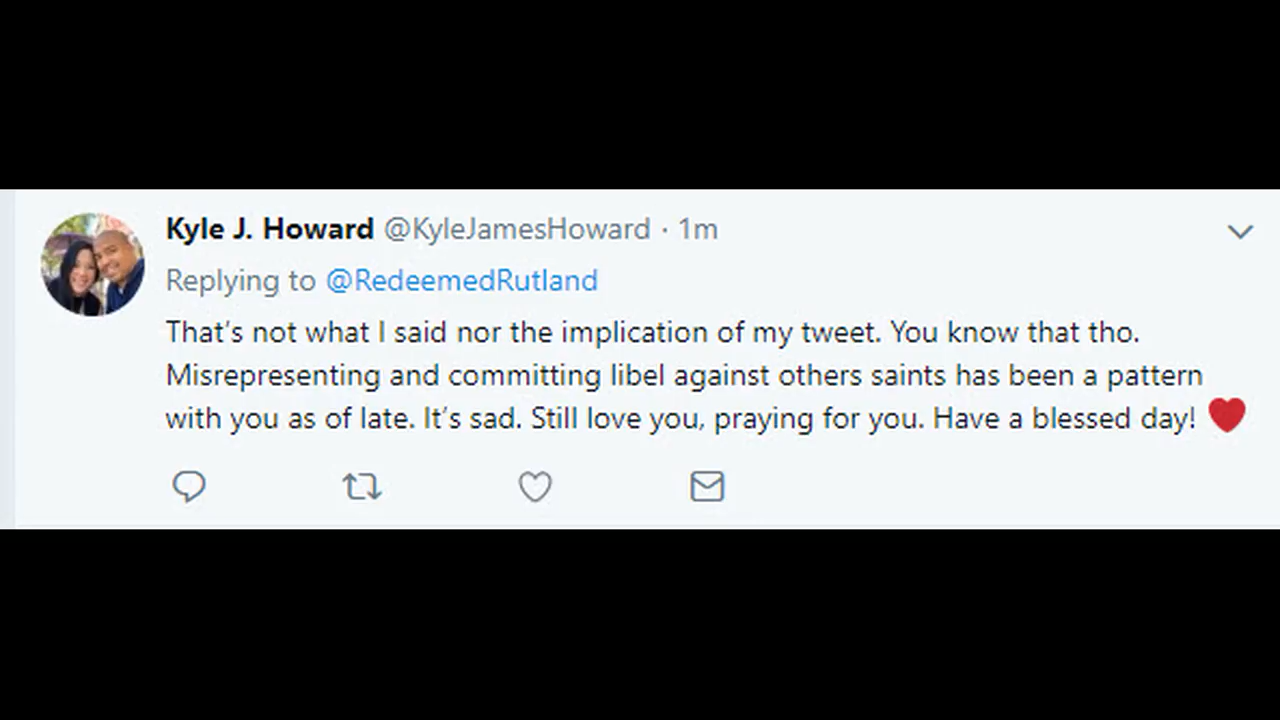 Kyle J. Howard @KyleJamesHoward · 1m
Replying to @RedeemedRutland
That's not what I said nor the implication of my tweet. You know that tho.
Misrepresenting and committing libel against others saints has been a pattern
with you as of late. It's sad. Still love you, praying for you. Have a blessed day! ❤️